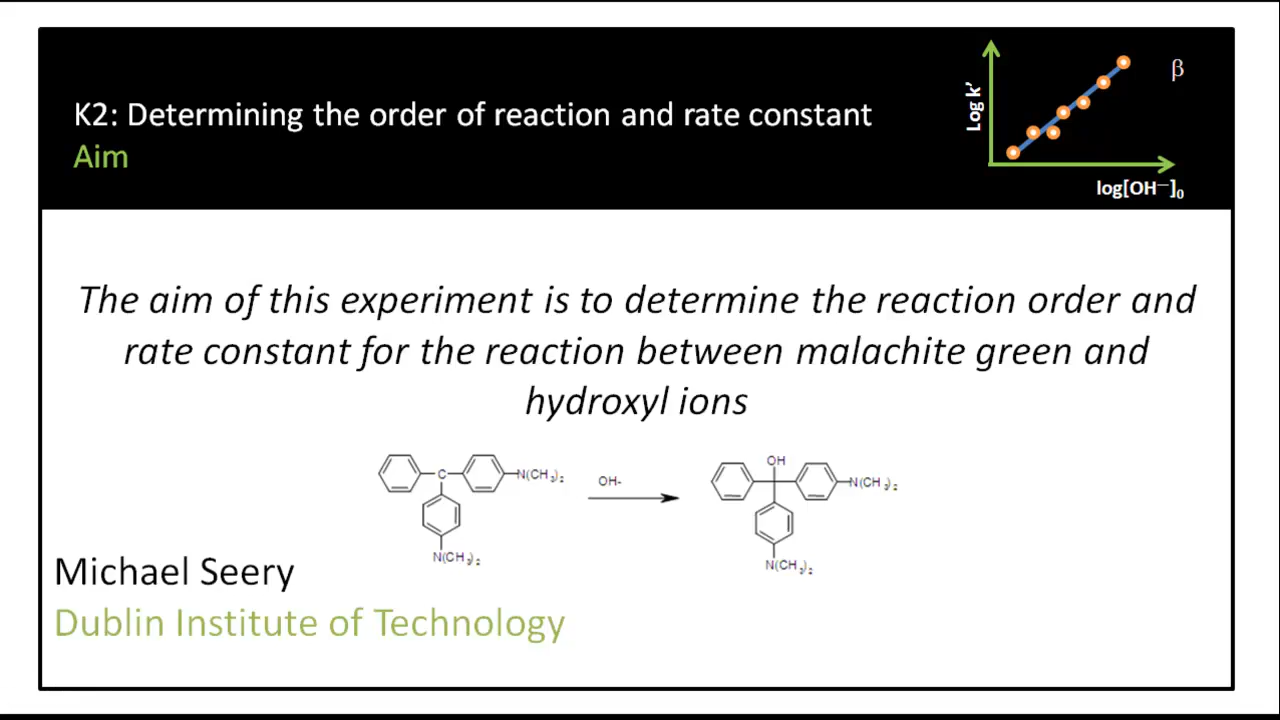 K2: Determining the order of reaction and rate constant
Aim
Log k’
β
log[OH⁻]₀
The aim of this experiment is to determine the reaction order and
rate constant for the reaction between malachite green and
hydroxyl ions
C
N(CH₃)₂
N(CH₃)₂
OH-
OH
N(CH₃)₂
N(CH₃)₂
Michael Seery
Dublin Institute of Technology